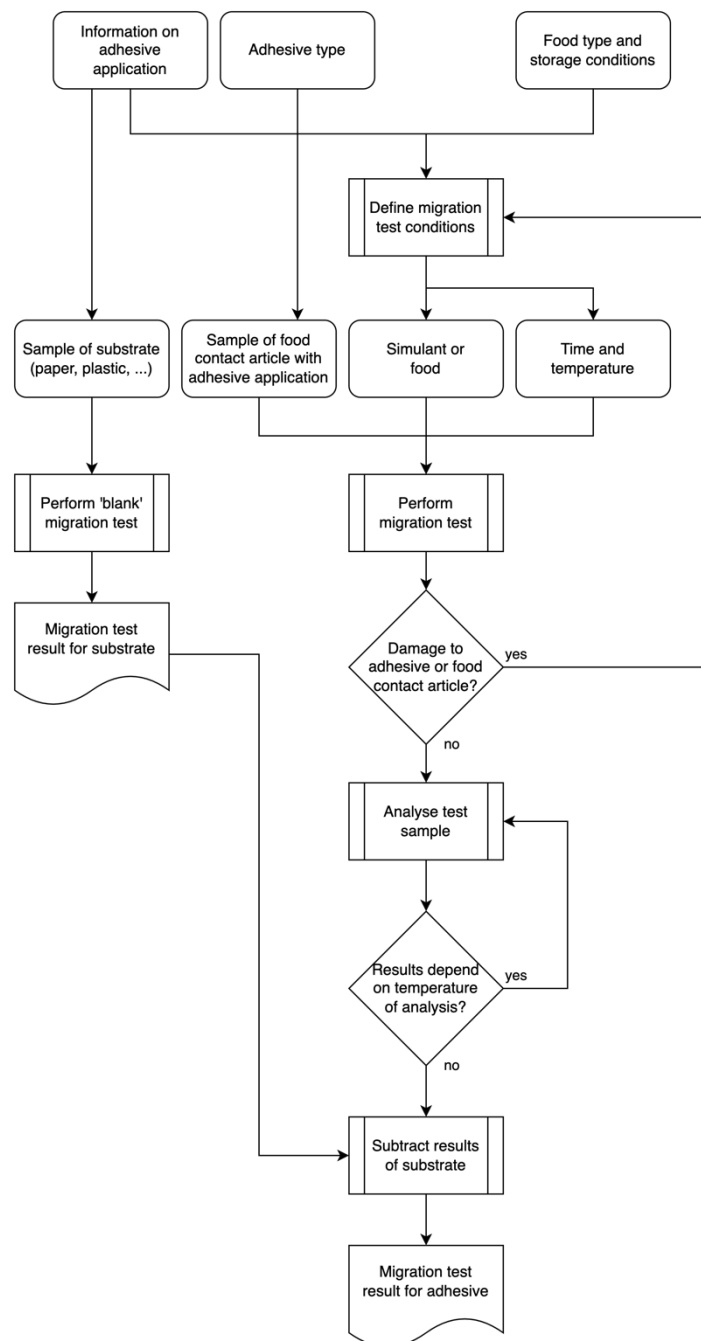 Information on
adhesive
application
Adhesive type
Food type and
storage conditions
Define migration
test conditions
Sample of substrate
(paper, plastic, ...)
Sample of food
contact article with
adhesive application
Simulant or
food
Time and
temperature
Perform 'blank'
migration test
Perform
migration test
Migration test
result for substrate
Damage to
adhesive or food
contact article?
yes
no
Analyse test
sample
Results depend
on temperature
of analysis?
yes
no
Subtract results
of substrate
Migration test
result for adhesive